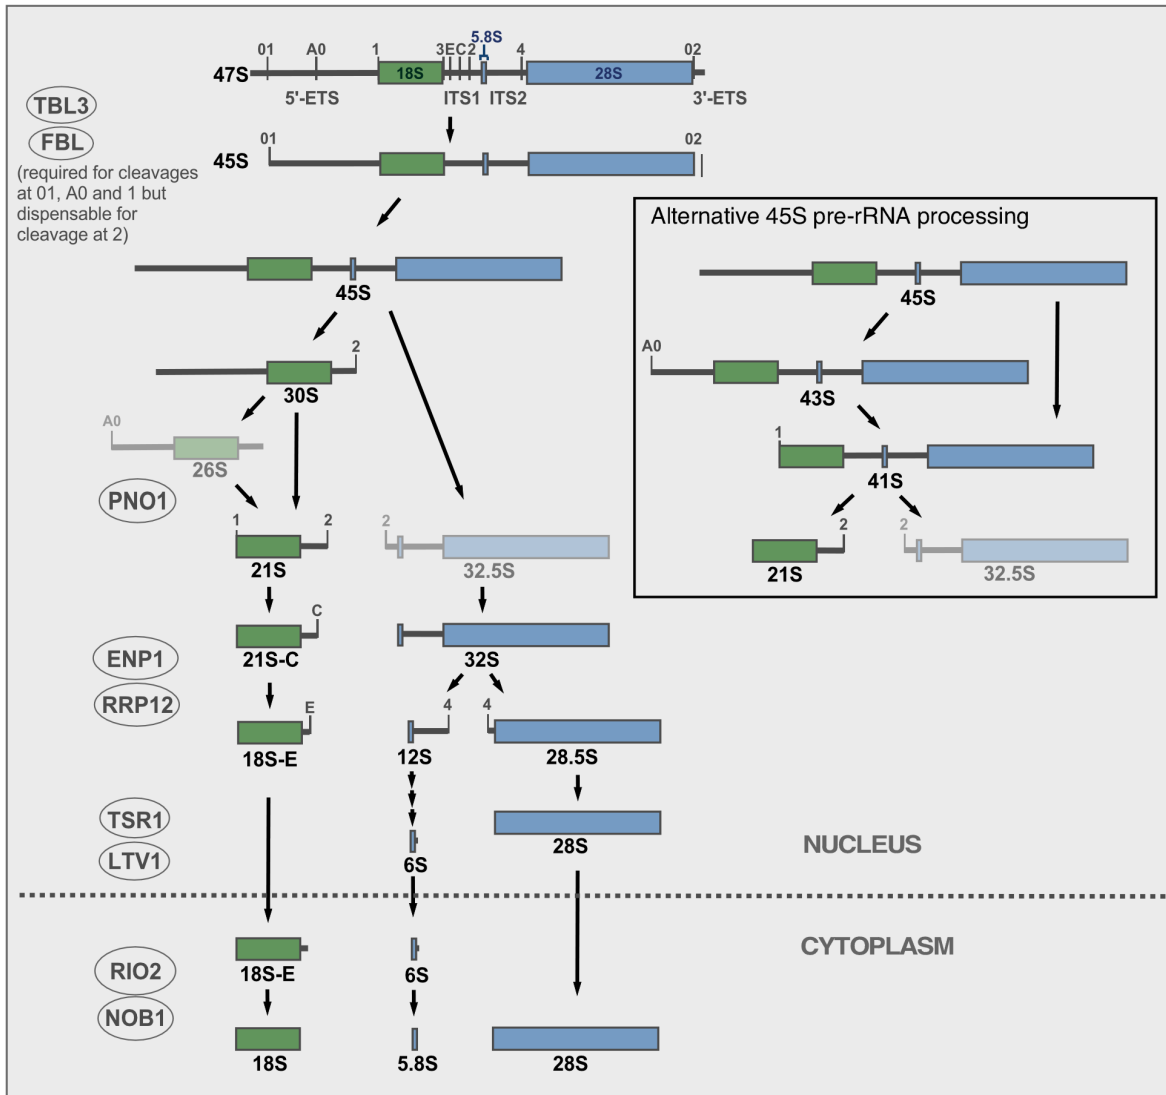 5.8S
01 A0 1 3 E C 2 4 02
47S 18S 28S
5'-ETS ITS1 ITS2 3'-ETS
TBL3
FBL
(required for cleavages
at 01, A0 and 1 but
dispensable for
cleavage at 2)
01 02
45S
45S
2
30S
A0
26S
PNO1
1 2 2
21S 32.5S
C
21S-C 32S
ENP1
RRP12
E 4 4
18S-E 12S 28.5S
TSR1
LTV1
6S 28S
NUCLEUS
CYTOPLASM
RIO2
NOB1
18S-E 6S
18S 5.8S 28S
Alternative 45S pre-rRNA processing
45S
A0
43S
1
41S
2 2
21S 32.5S